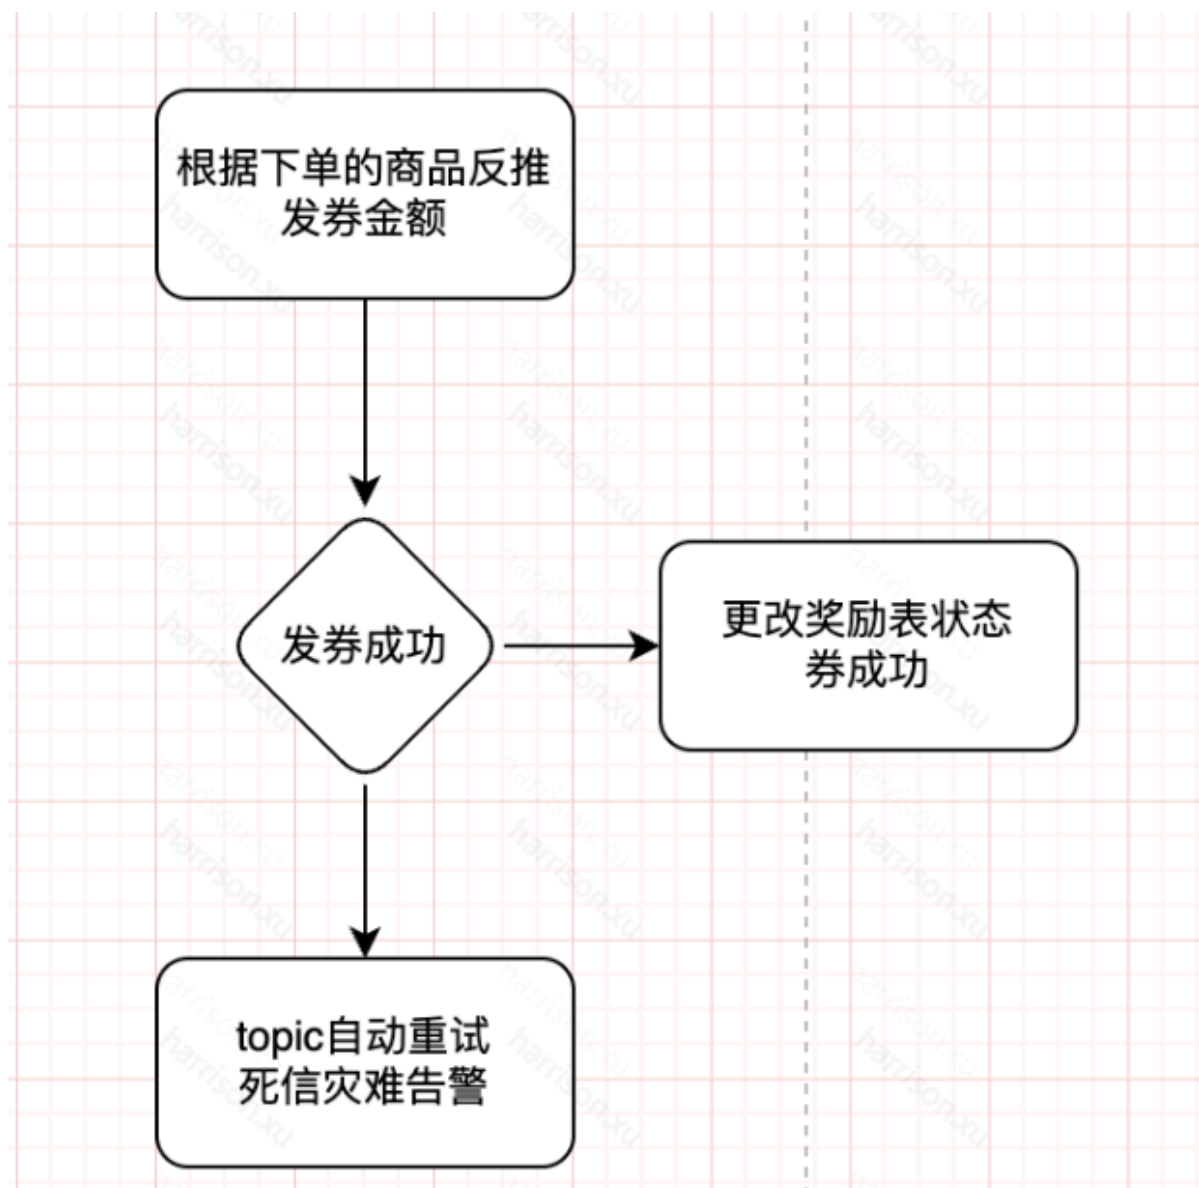 根据下单的商品反推
发券金额
发券成功
更改奖励表状态
券成功
topic自动重试
死信灾难告警
harrison.xu